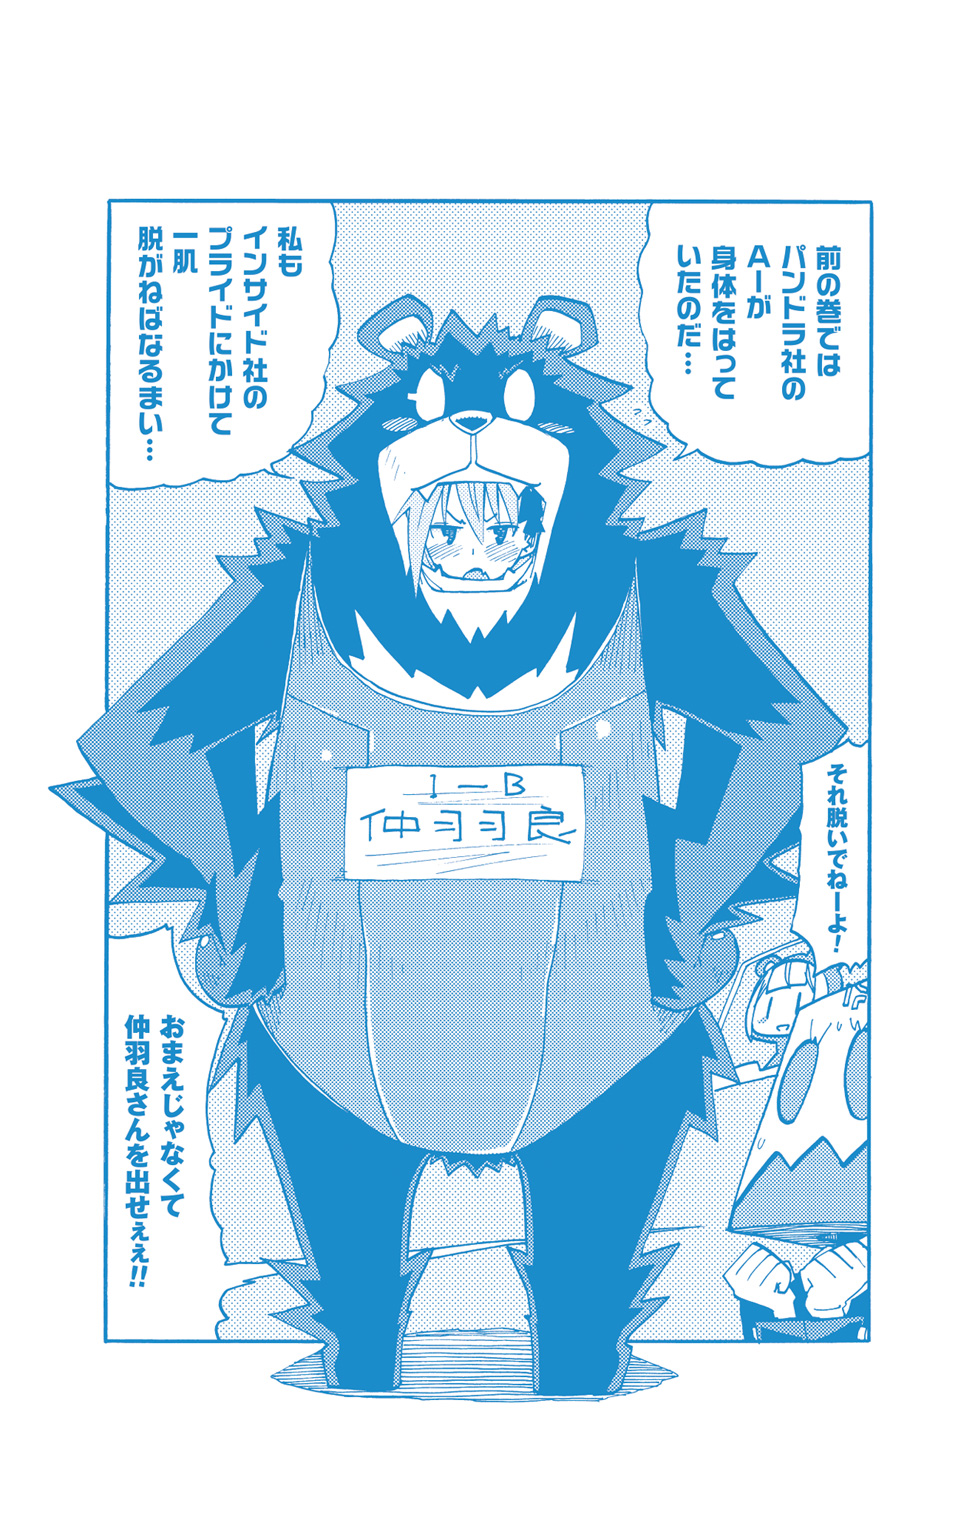 前の巻では
パンドラ社の
AIが
身体をはって
いたのだ…
私も
インサイド社の
プライドにかけて
一肌
脱がねばなるまい…
1-B
仲羽良
それ脱いでねーよ!
おまえじゃなくて
仲羽良さんを出せぇぇ!!